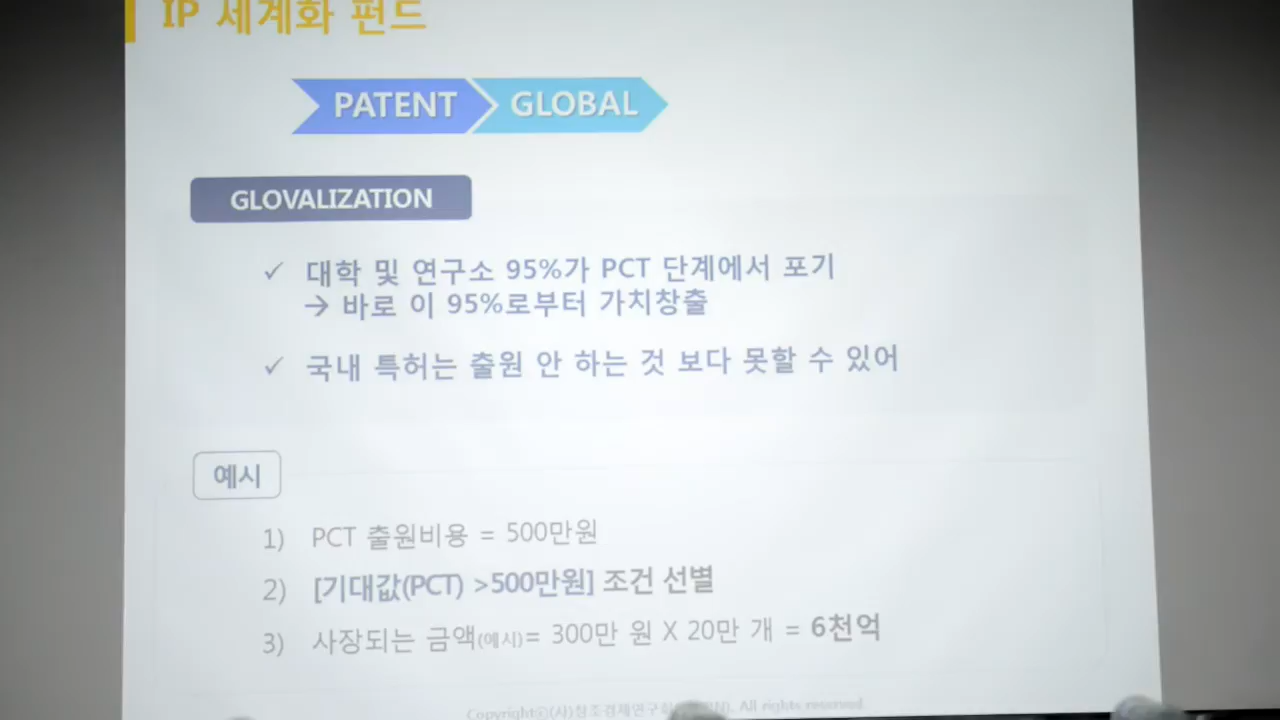 IP 세계화 펀드
PATENT GLOBAL
GLOVALIZATION
✓ 대학 및 연구소 95%가 PCT 단계에서 포기
→ 바로 이 95%로부터 가치창출
✓ 국내 특허는 출원 안 하는 것 보다 못할 수 있어
예시
1) PCT 출원비용 = 500만원
2) [기대값(PCT) >500만원] 조건 선별
3) 사장되는 금액(예시)= 300만 원 X 20만 개 = 6천억
Copyrightⓒ(사)창조경제연구회 All rights reserved.